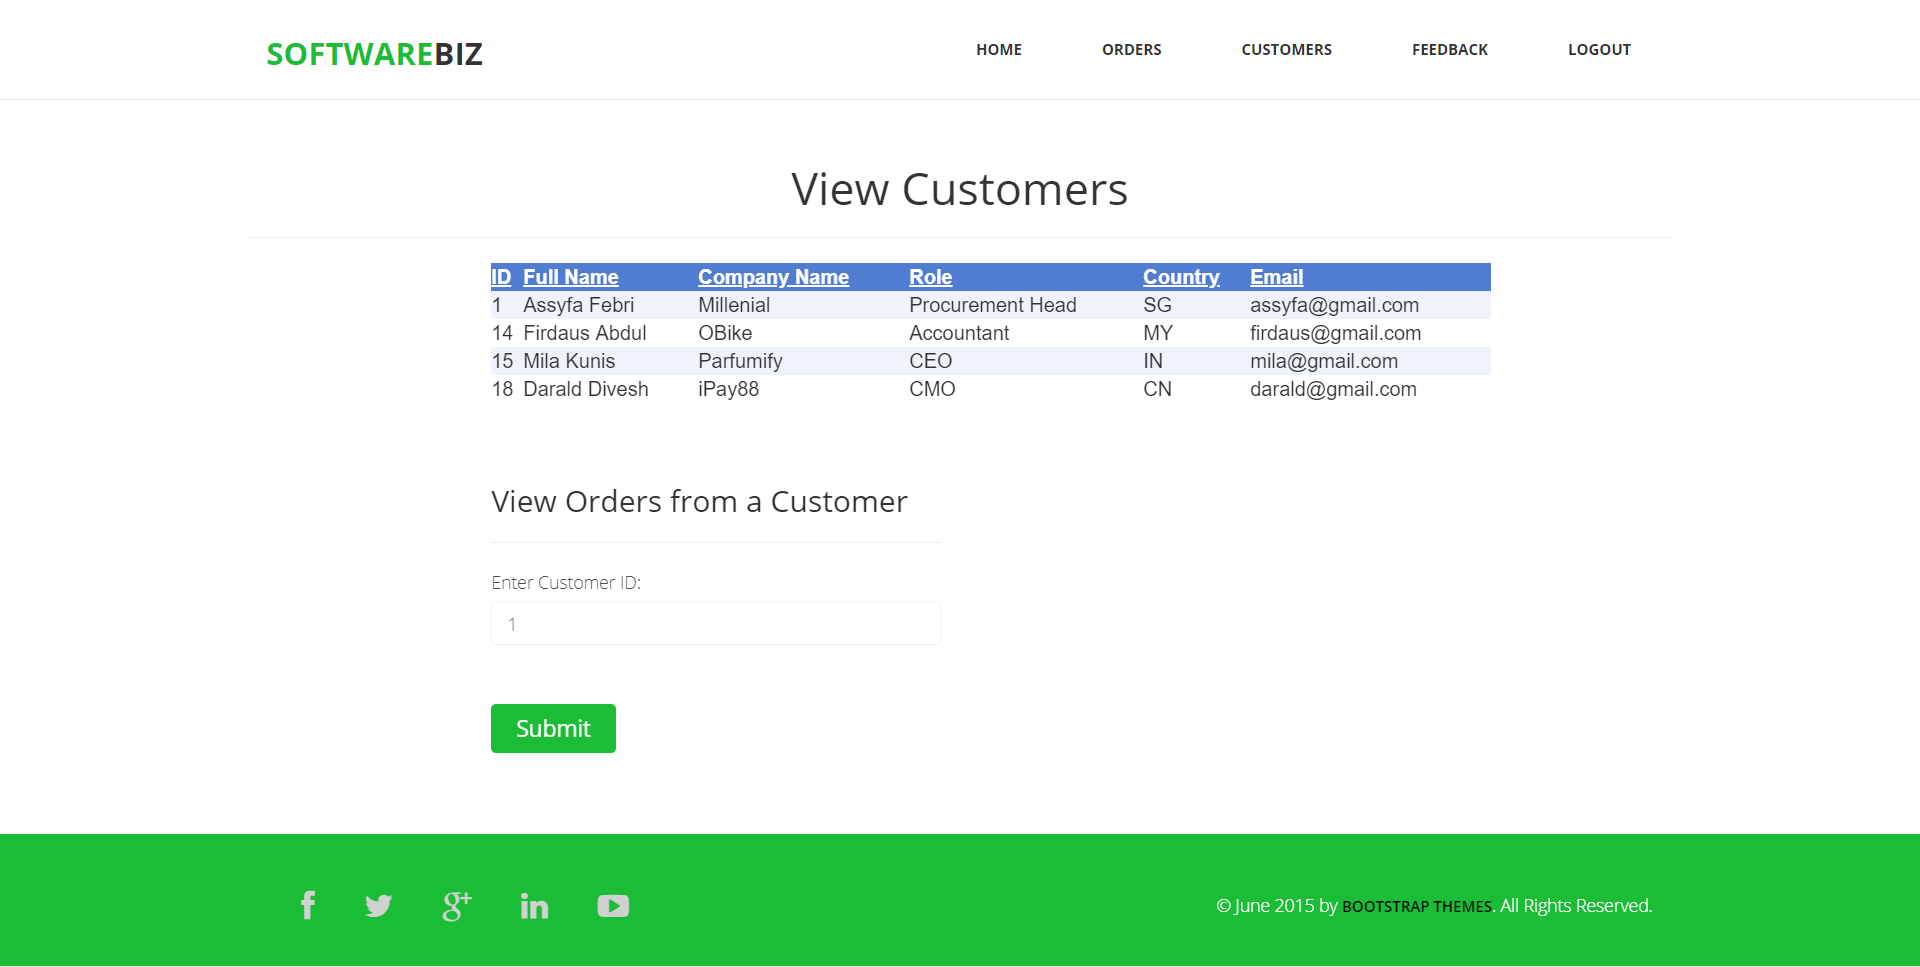 SOFTWAREBIZ
HOME ORDERS CUSTOMERS FEEDBACK LOGOUT
View Customers
ID Full Name Company Name Role Country Email
1 Assyfa Febri Millenial Procurement Head SG assyfa@gmail.com
14 Firdaus Abdul OBike Accountant MY firdaus@gmail.com
15 Mila Kunis Parfumify CEO IN mila@gmail.com
18 Darald Divesh iPay88 CMO CN darald@gmail.com
View Orders from a Customer
Enter Customer ID:
1
Submit
© June 2015 by BOOTSTRAP THEMES. All Rights Reserved.